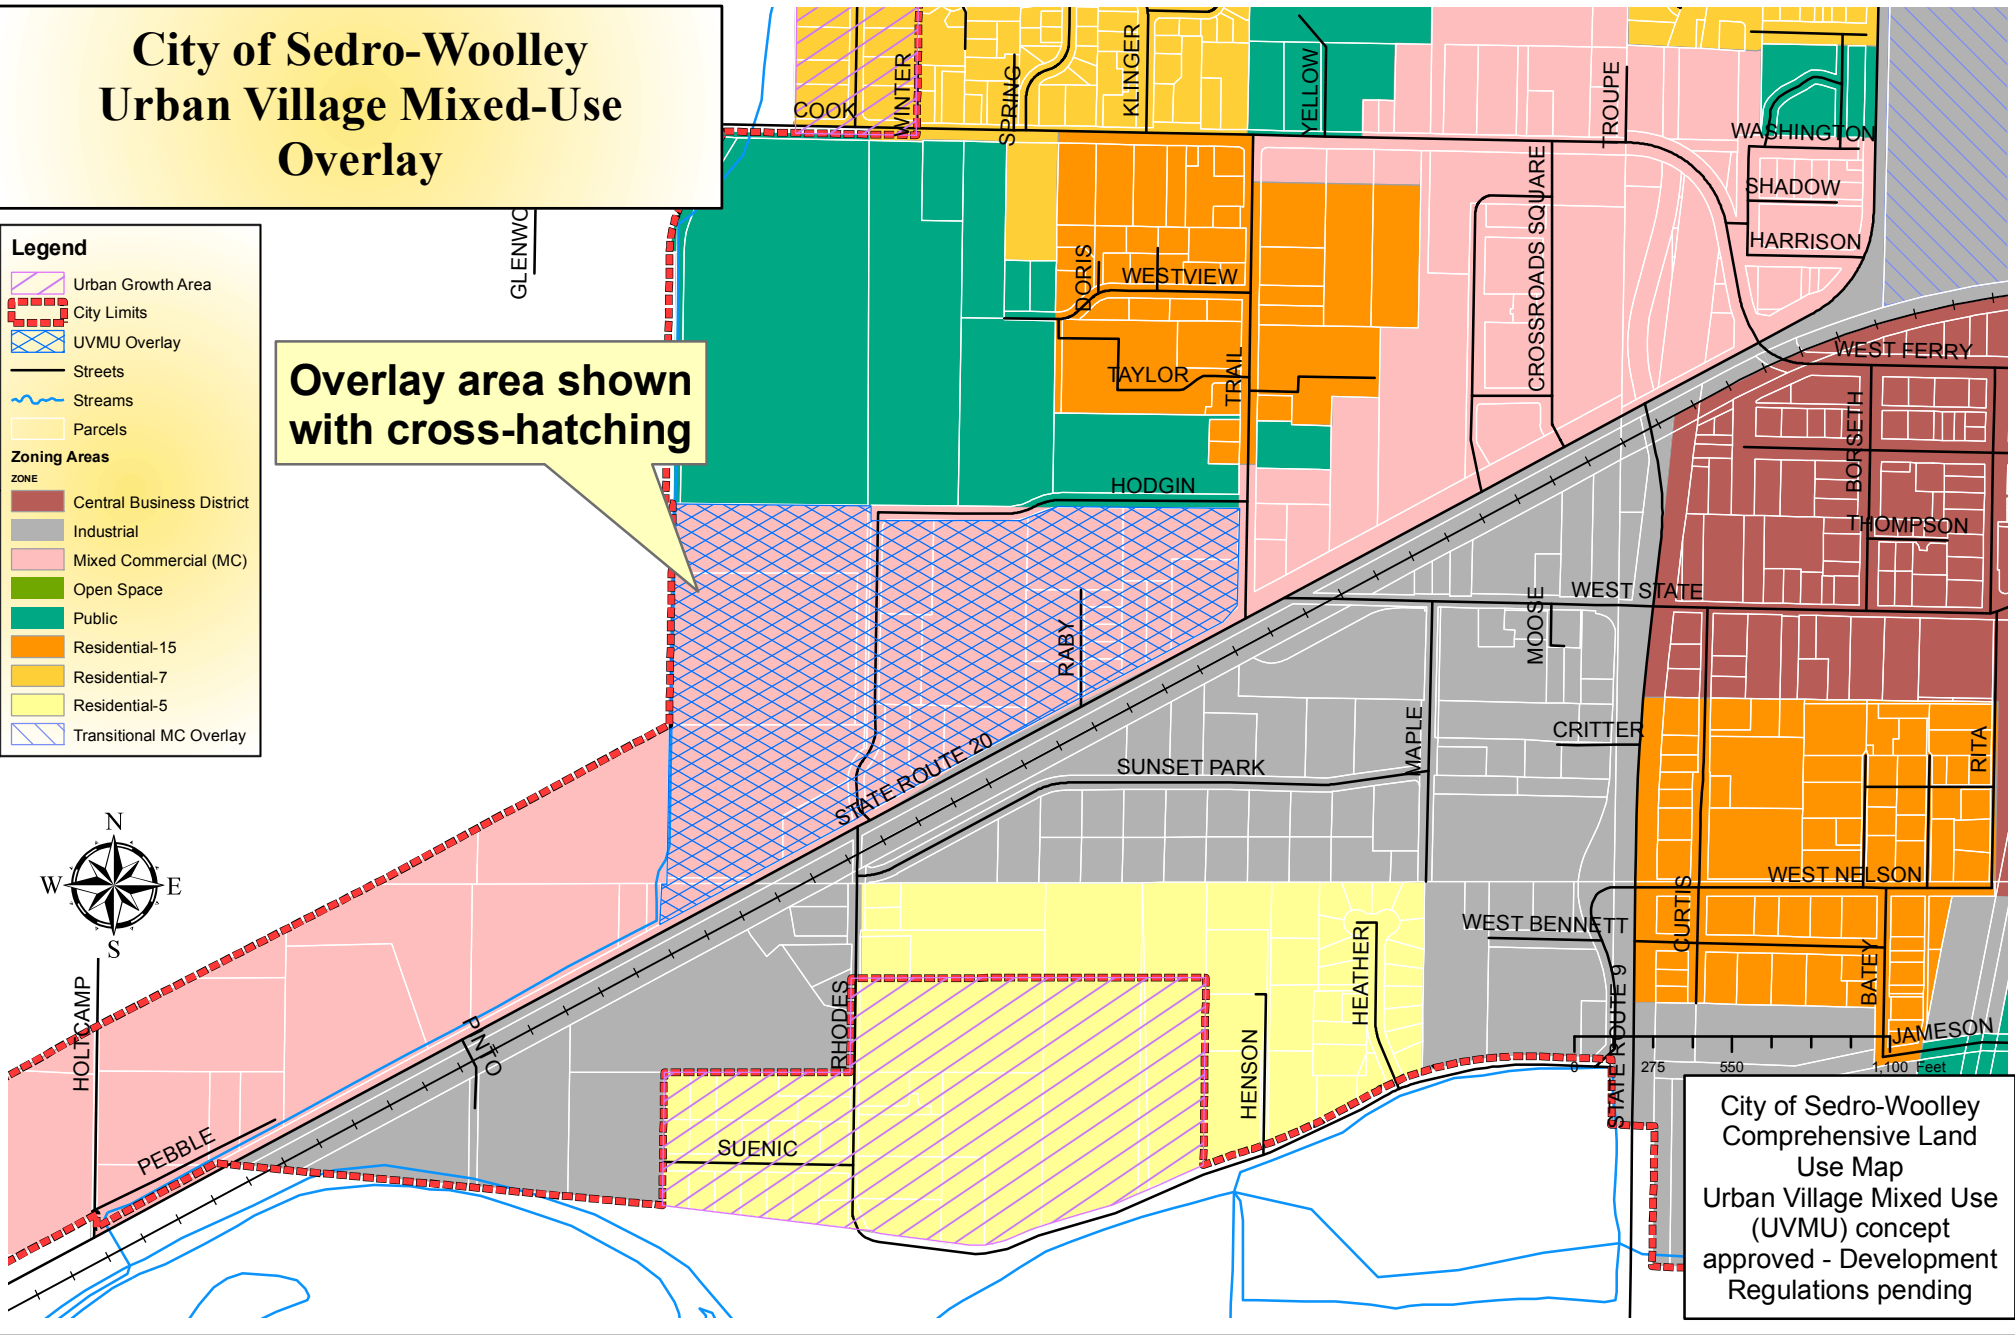 City of Sedro-Woolley
Urban Village Mixed-Use
Overlay
Legend
Urban Growth Area
City Limits
UVMU Overlay
Streets
Streams
Parcels
Zoning Areas
ZONE
Central Business District
Industrial
Mixed Commercial (MC)
Open Space
Public
Residential-15
Residential-7
Residential-5
Transitional MC Overlay
Overlay area shown
with cross-hatching
GLENWO
COOK
WINTER
SPRING
KLINGER
YELLOW
TROUPE
WASHINGTON
SHADOW
HARRISON
CROSSROADS SQUARE
DORIS
WESTVIEW
TAYLOR
TRAIL
WEST FERRY
BORSETH
HODGIN
THOMPSON
WEST STATE
MOOSE
RABY
MAPLE
CRITTER
RITA
STATE ROUTE 20
SUNSET PARK
WEST NELSON
CURTIS
WEST BENNETT
BATEY
N
W
E
S
HOLTCAMP
PINTO
RHODES
HEATHER
HENSON
STATE ROUTE 9
JAMESON
PEBBLE
SUENIC
0
275
550
1,100
Feet
City of Sedro-Woolley
Comprehensive Land
Use Map
Urban Village Mixed Use
(UVMU) concept
approved - Development
Regulations pending